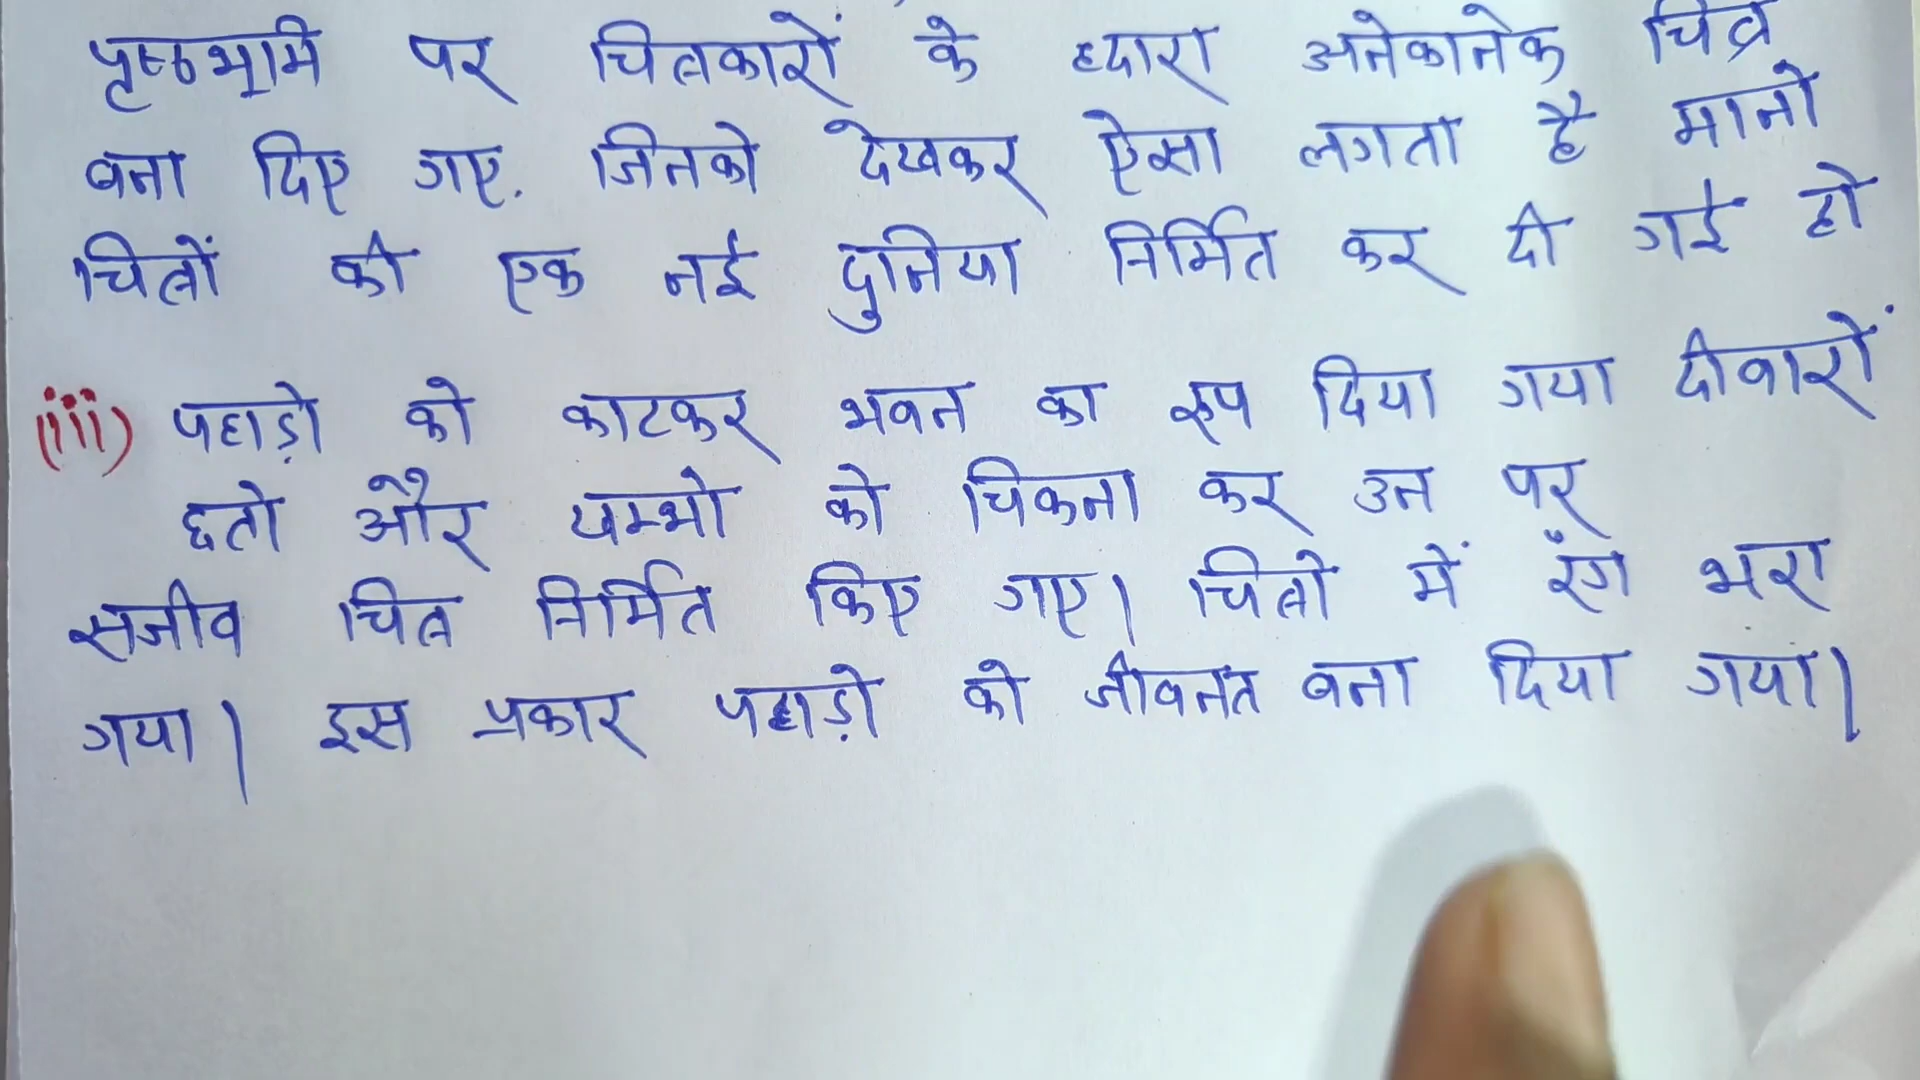 पृष्ठभूमि पर चित्रकारों के द्वारा अनेकानेक चित्र
बना दिए गए. जिनको देखकर ऐसा लगता है मानो
चित्रों की एक नई दुनिया निर्मित कर दी गई हो
(iii) पहाड़ो को काटकर भवन का रूप दिया गया दीवारों
छतो और खम्भो को चिकना कर उन पर
सजीव चित्र निर्मित किए गए। चित्रो में रंग भरा
गया। इस प्रकार पहाड़ो को जीवनत बना दिया गया।